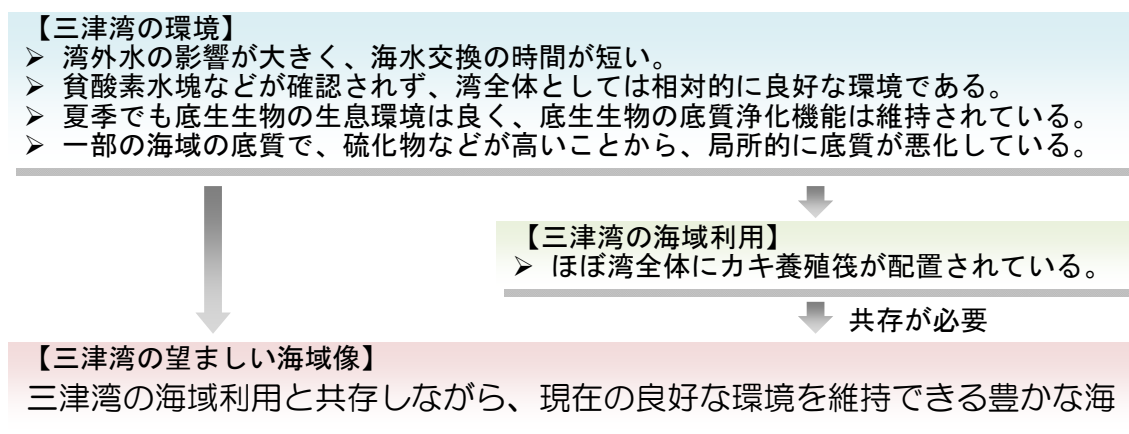 【三津湾の環境】
➢ 湾外水の影響が大きく、海水交換の時間が短い。
➢ 貧酸素水塊などが確認されず、湾全体としては相対的に良好な環境である。
➢ 夏季でも底生生物の生息環境は良く、底生生物の底質浄化機能は維持されている。
➢ 一部の海域の底質で、硫化物などが高いことから、局所的に底質が悪化している。
【三津湾の海域利用】
➢ ほぼ湾全体にカキ養殖筏が配置されている。
共存が必要
【三津湾の望ましい海域像】
三津湾の海域利用と共存しながら、現在の良好な環境を維持できる豊かな海